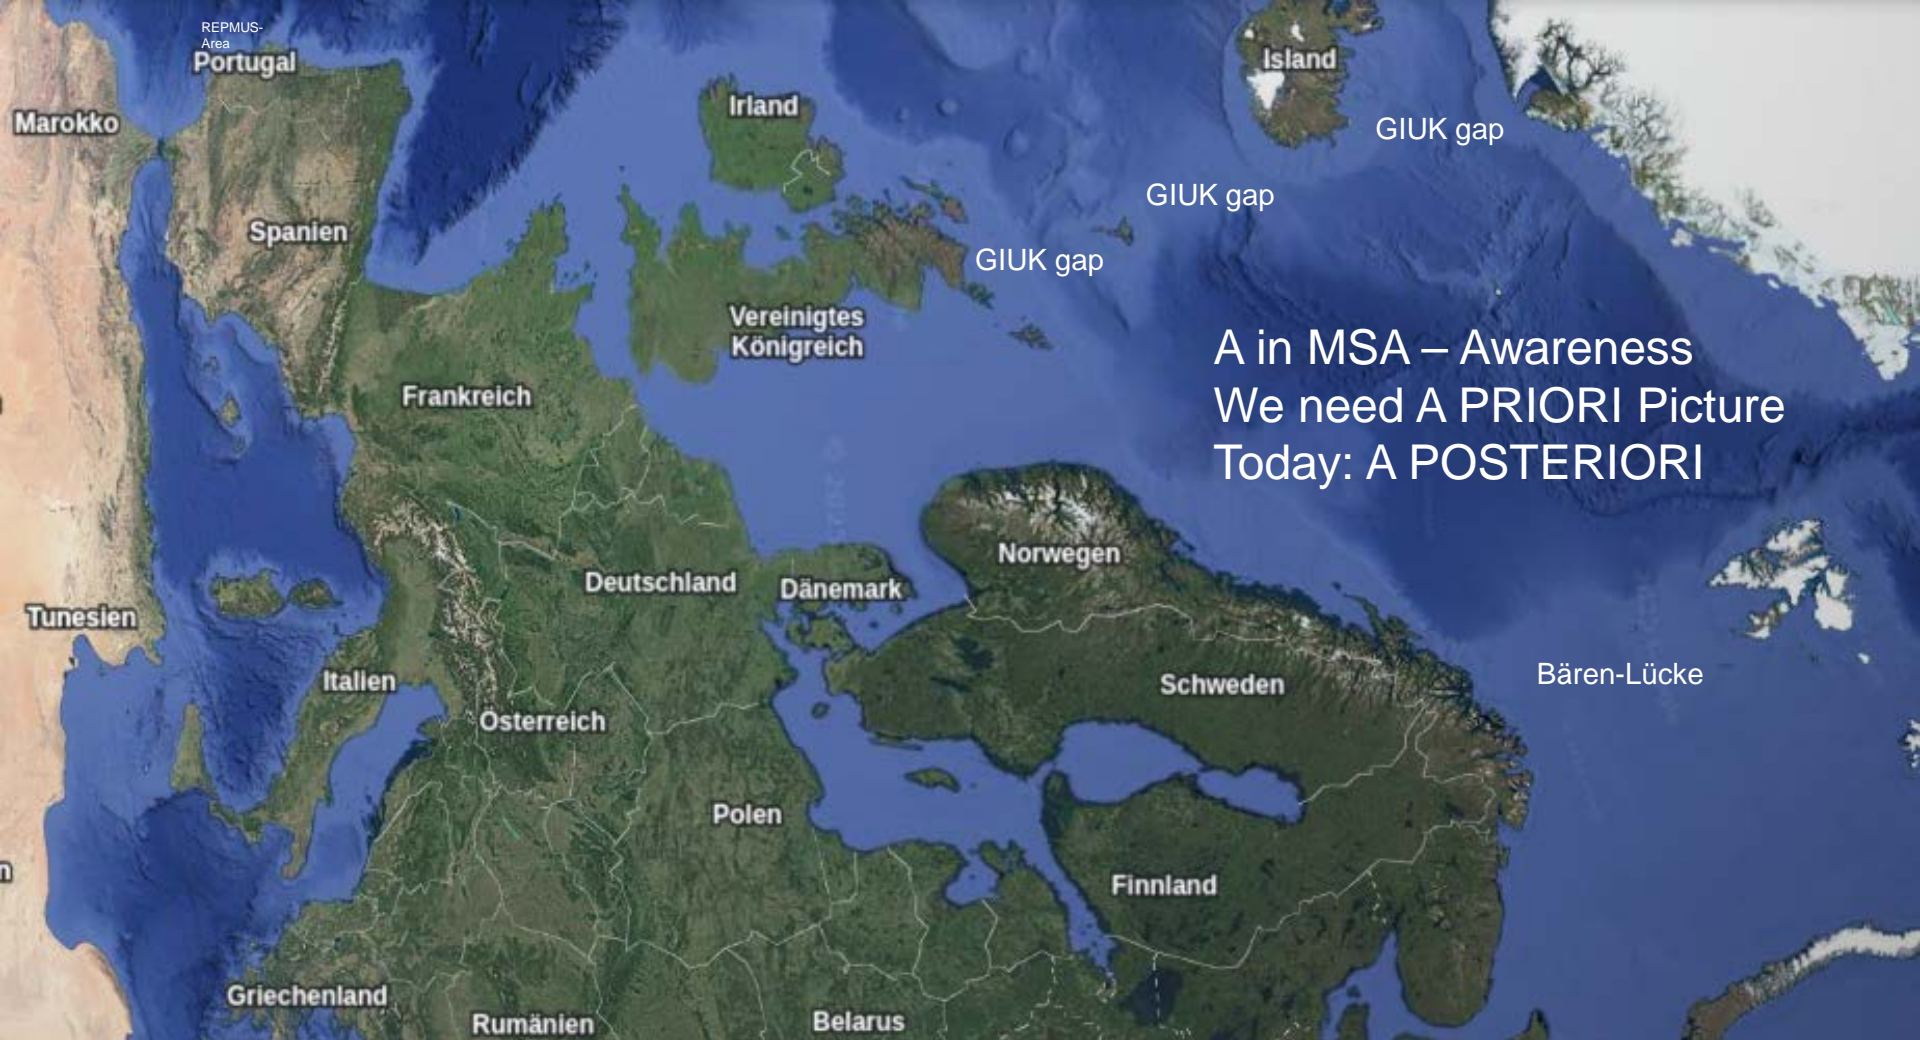 REPMUS-
Area
Portugal
Island
Irland
Marokko
GIUK gap
GIUK gap
Spanien
GIUK gap
Vereinigtes
Königreich
A in MSA – Awareness
We need A PRIORI Picture
Today: A POSTERIORI
Frankreich
Norwegen
Deutschland
Dänemark
Tunesien
Bären-Lücke
Italien
Schweden
Österreich
Polen
Finnland
Griechenland
Rumänien
Belarus